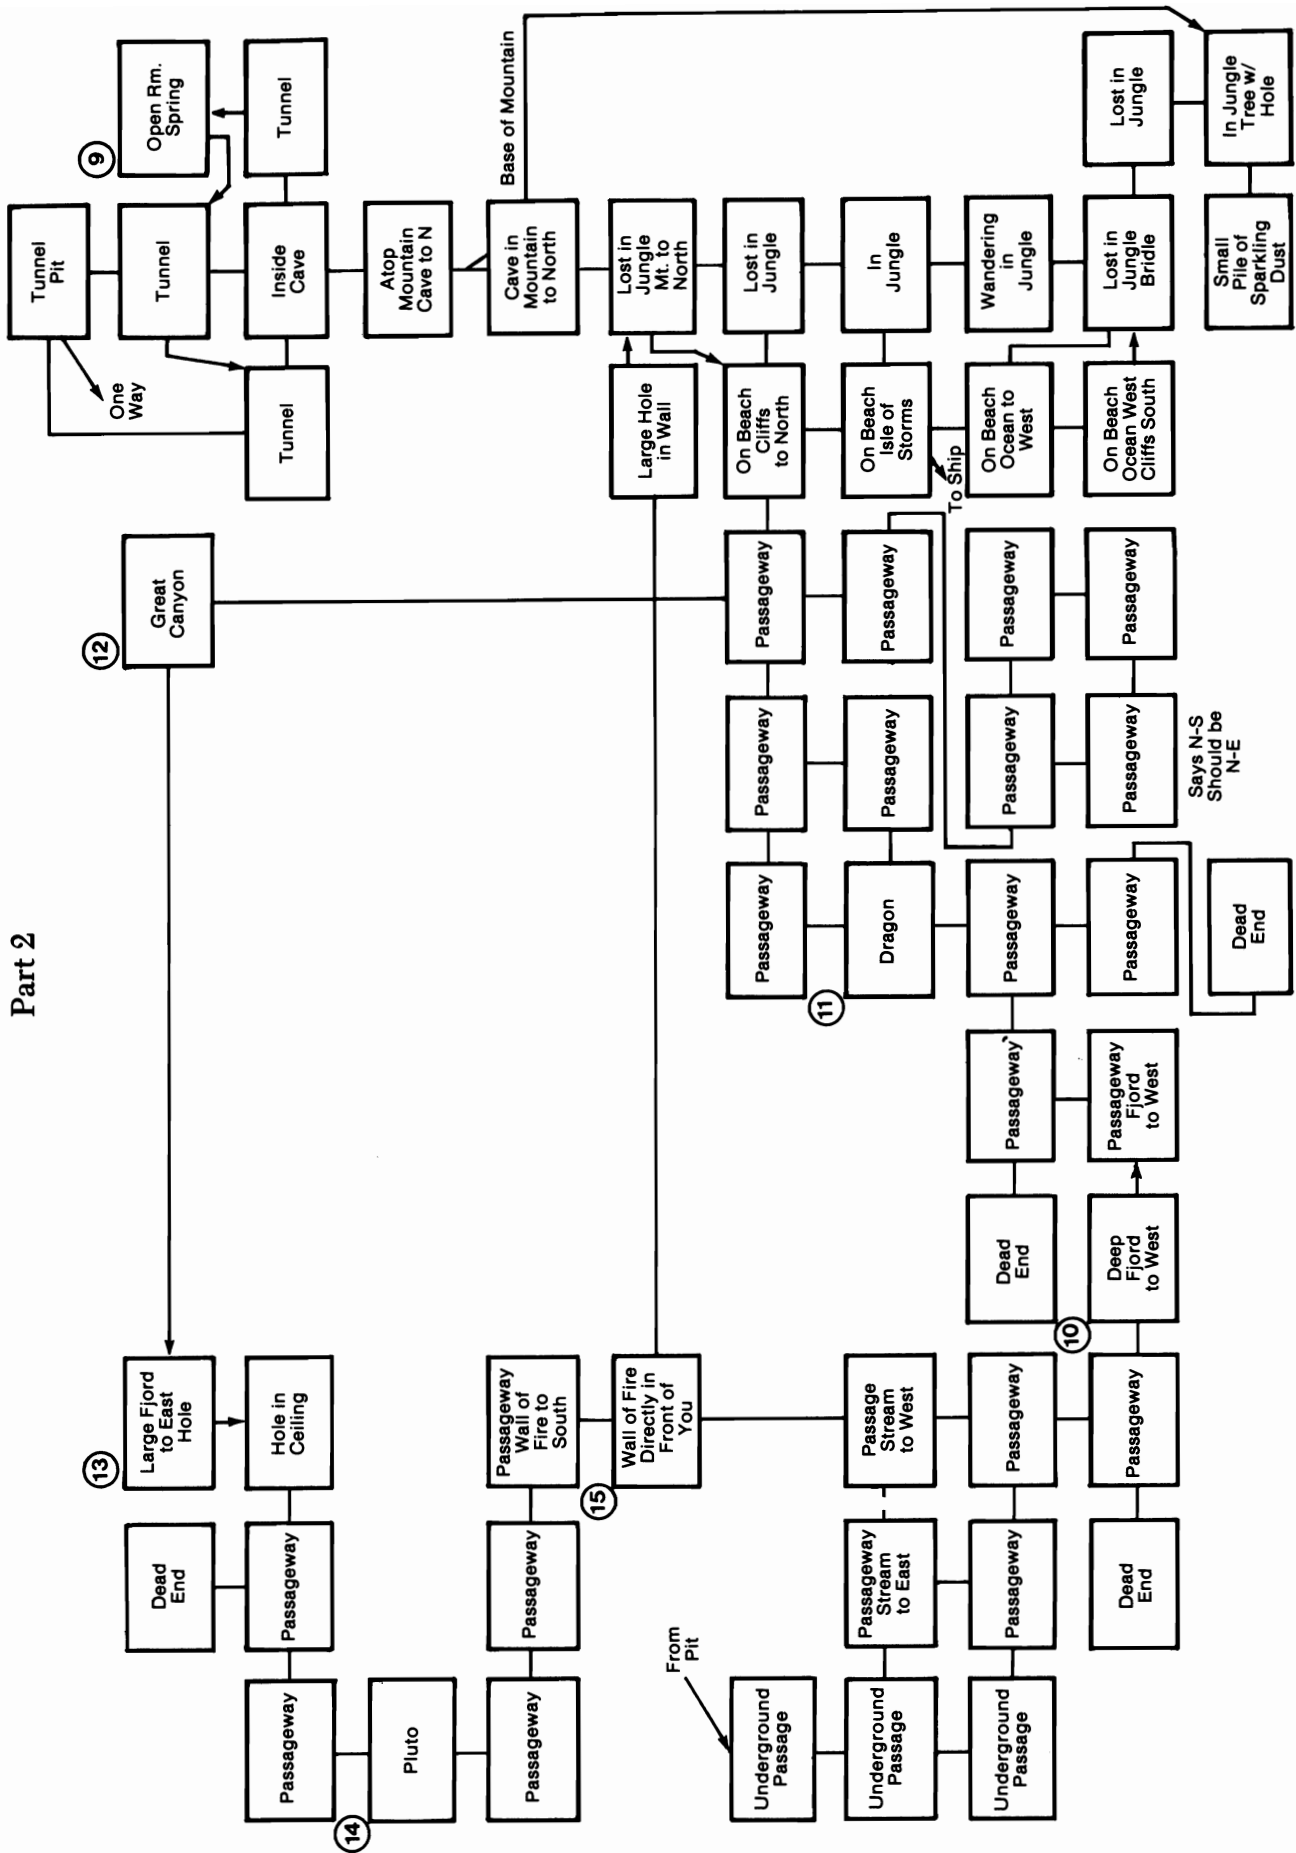 Part 2
Tunnel
Pit
Dead
End
13
Large Fjord
to East
Hole
12
Great
Canyon
One
Way
Tunnel
9
Open Rm.
Spring
Passageway
Passageway
Hole in
Ceiling
Tunnel
Inside
Cave
Tunnel
14
Pluto
Atop
Mountain
Cave to N
Passageway
Passageway
Passageway
Wall of
Fire to
South
Cave in
Mountain
to North
Base of Mountain
15
Wall of Fire
Directly in
Front of
You
Large Hole
in Wall
Lost in
Jungle
Mt. to
North
From
Pit
Underground
Passage
Passageway
Passageway
Passageway
On Beach
Cliffs
to North
Lost in
Jungle
Underground
Passage
Passageway
Stream
to East
Passage
Stream
to West
11
Dragon
Passageway
Passageway
On Beach
Isle of
Storms
To Ship
In
Jungle
Underground
Passage
Passageway
Passageway
Dead
End
Passageway
Passageway
Passageway
Passageway
On Beach
Ocean to
West
Wandering
in
Jungle
Dead
End
Passageway
10
Deep
Fjord
to West
Passageway
Fjord
to West
Passageway
Passageway
Passageway
On Beach
Ocean West
Cliffs South
Lost in
Jungle
Bridle
Lost in
Jungle
Dead
End
Says N-S
Should be
N-E
Small
Pile of
Sparkling
Dust
In Jungle
Tree w/
Hole